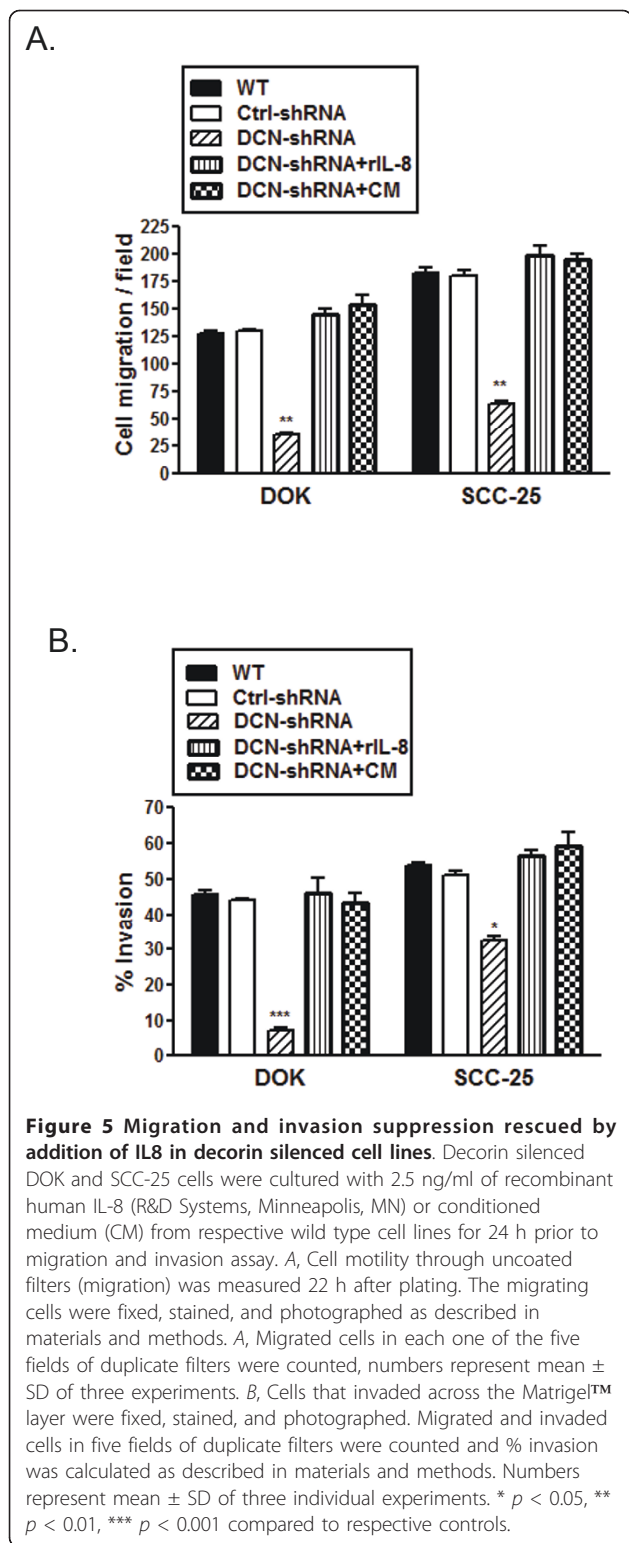 A.
WT
Ctrl-shRNA
DCN-shRNA
DCN-shRNA+rIL-8
DCN-shRNA+CM
Cell migration / field
225
200
175
150
125
100
75
50
25
0
**
**
DOK
SCC-25
B.
WT
Ctrl-shRNA
DCN-shRNA
DCN-shRNA+rIL-8
DCN-shRNA+CM
% Invasion
70
60
50
40
30
20
10
0
***
*
DOK
SCC-25
Figure 5 Migration and invasion suppression rescued by
addition of IL8 in decorin silenced cell lines. Decorin silenced
DOK and SCC-25 cells were cultured with 2.5 ng/ml of recombinant
human IL-8 (R&D Systems, Minneapolis, MN) or conditioned
medium (CM) from respective wild type cell lines for 24 h prior to
migration and invasion assay. A, Cell motility through uncoated
filters (migration) was measured 22 h after plating. The migrating
cells were fixed, stained, and photographed as described in
materials and methods. A, Migrated cells in each one of the five
fields of duplicate filters were counted, numbers represent mean ±
SD of three experiments. B, Cells that invaded across the Matrigel™
layer were fixed, stained, and photographed. Migrated and invaded
cells in five fields of duplicate filters were counted and % invasion
was calculated as described in materials and methods. Numbers
represent mean ± SD of three individual experiments. * p < 0.05, **
p < 0.01, *** p < 0.001 compared to respective controls.